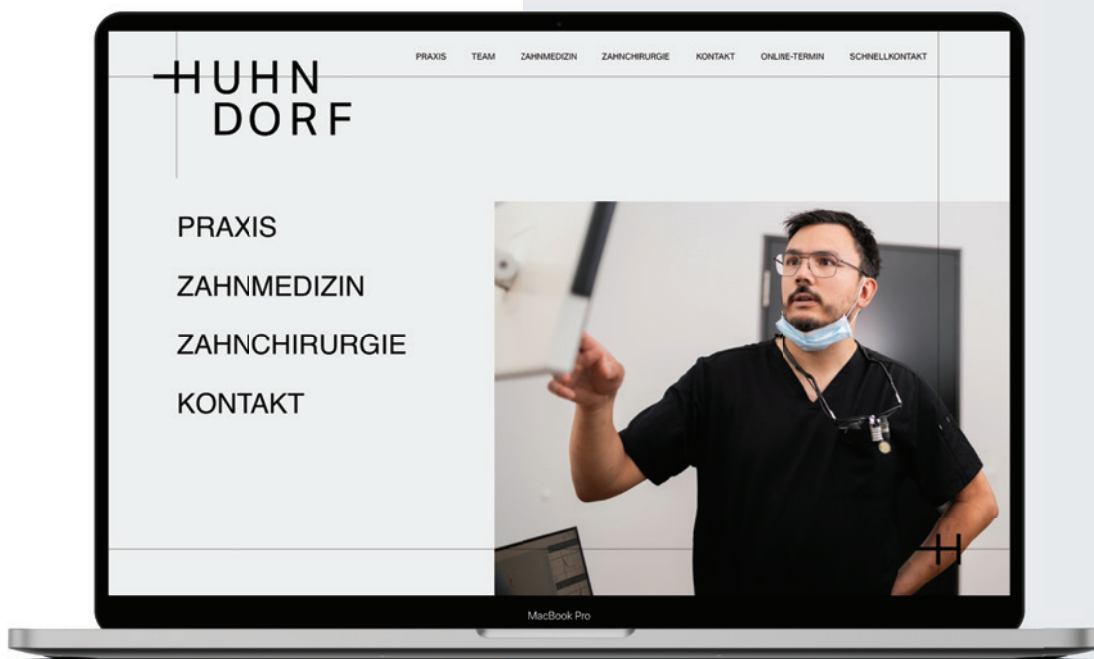 PRAXIS TEAM ZAHNMEDIZIN ZAHNCHIRURGIE KONTAKT ONLINE-TERMIN SCHNELLKONTAKT
HUHN
DORF
PRAXIS
ZAHNMEDIZIN
ZAHNCHIRURGIE
KONTAKT
H
MacBook Pro